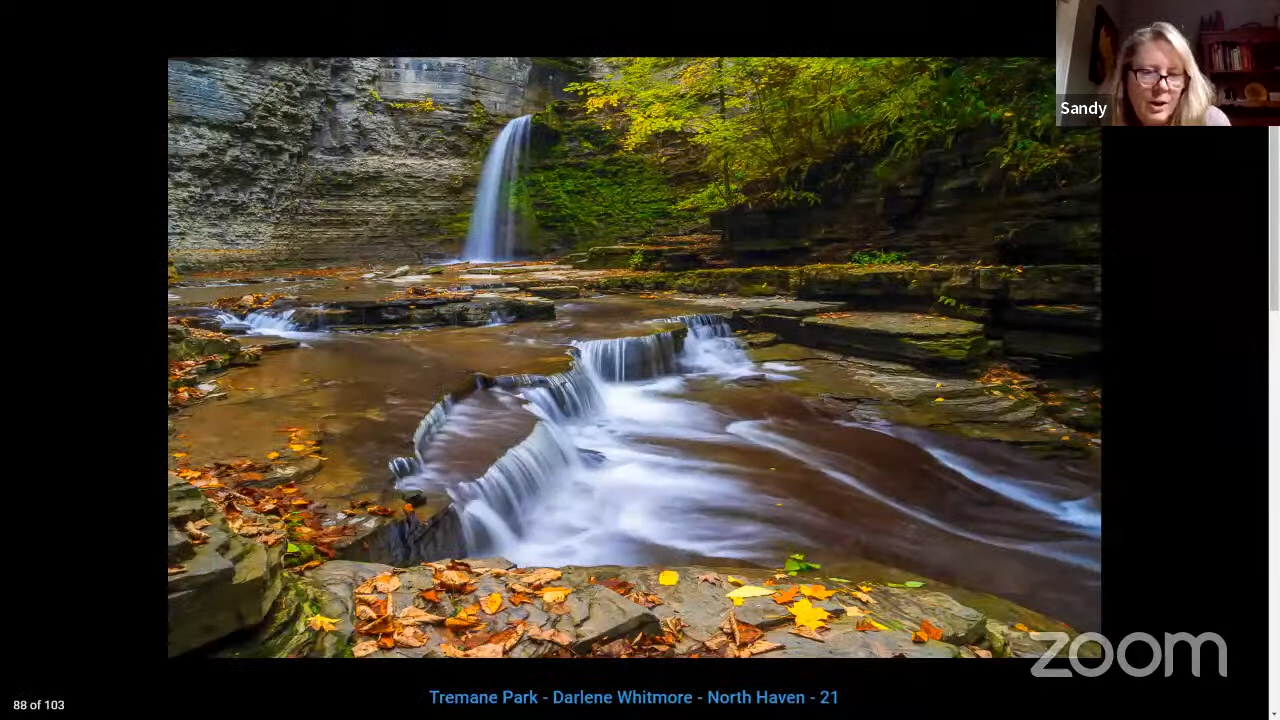 Sandy
zoom
Tremane Park - Darlene Whitmore - North Haven - 21
88 of 103